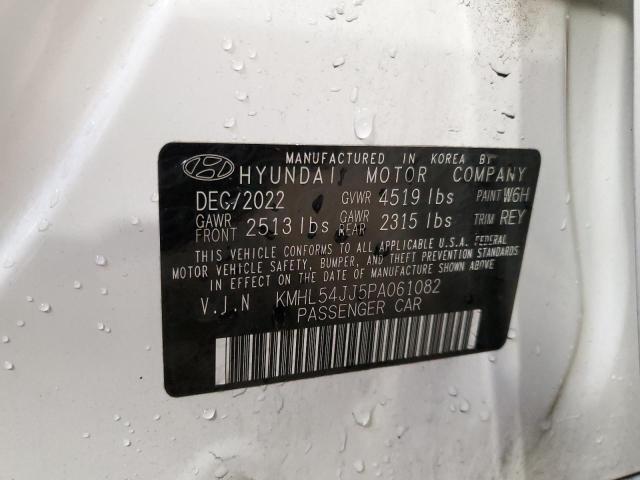 MANUFACTURED IN KOREA BY
HYUNDAI MOTOR COMPANY
DEC/2022 GVWR 4519 lbs PAINT W6H
GAWR FRONT 2513 lbs GAWR REAR 2315 lbs TRIM REY
THIS VEHICLE CONFORMS TO ALL APPLICABLE U.S.A. FEDERAL
MOTOR VEHICLE SAFETY, BUMPER, AND THEFT PREVENTION STANDARDS
IN EFFECT ON THE DATE OF MANUFACTURE SHOWN ABOVE.
V.I.N KMHL54JJ5PA061082
PASSENGER CAR